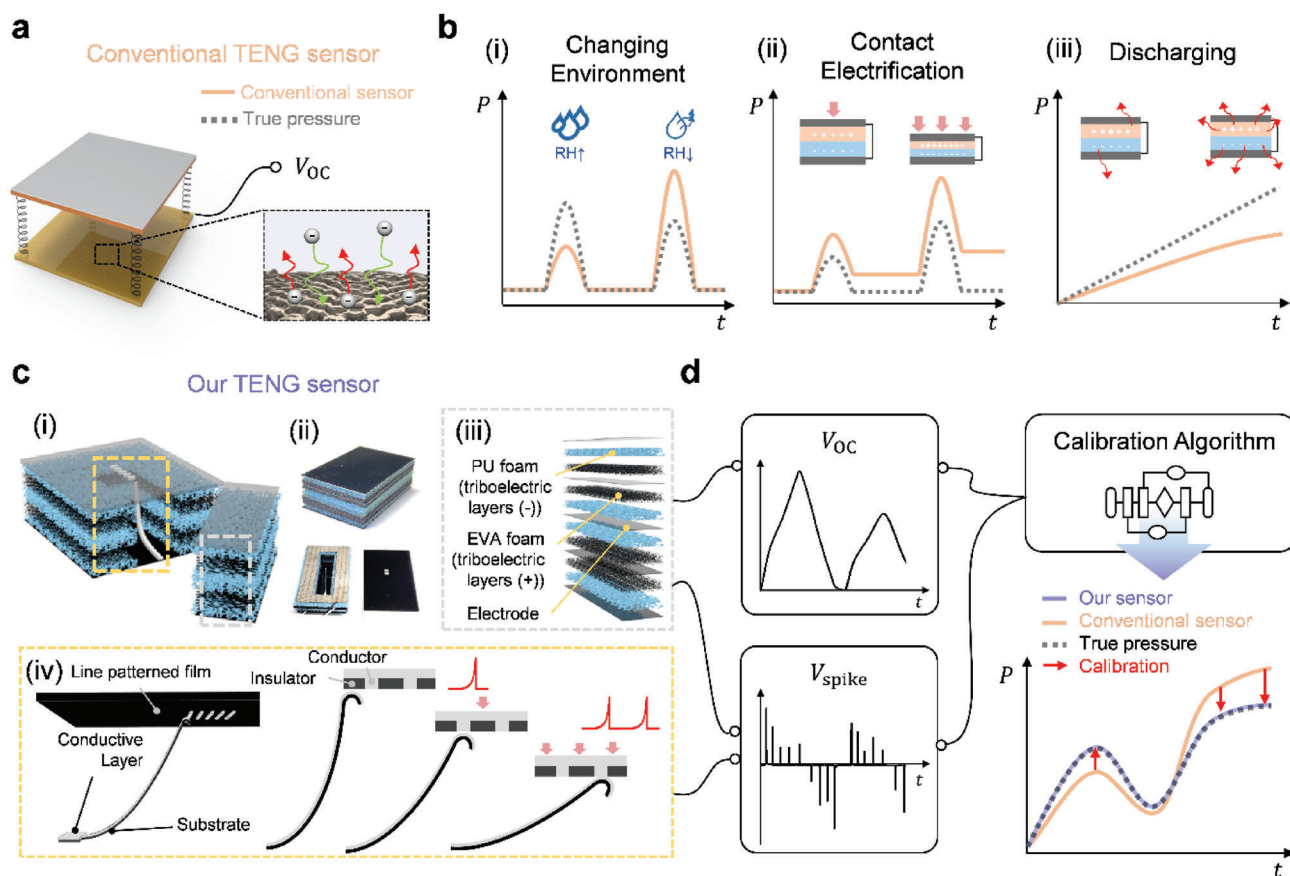 a
Conventional TENG sensor
Conventional sensor
True pressure
V_OC
b
(i)
Changing
Environment
P
RH↑
RH↓
t
(ii)
Contact
Electrification
P
t
(iii)
Discharging
P
t
c
Our TENG sensor
(i)
(ii)
(iii)
PU foam
(triboelectric
layers (-))
EVA foam
(triboelectric
layers (+))
Electrode
(iv)
Line patterned film
Conductive
Layer
Substrate
Insulator
Conductor
d
V_OC
t
V_spike
t
Calibration Algorithm
Our sensor
Conventional sensor
True pressure
Calibration
P
t